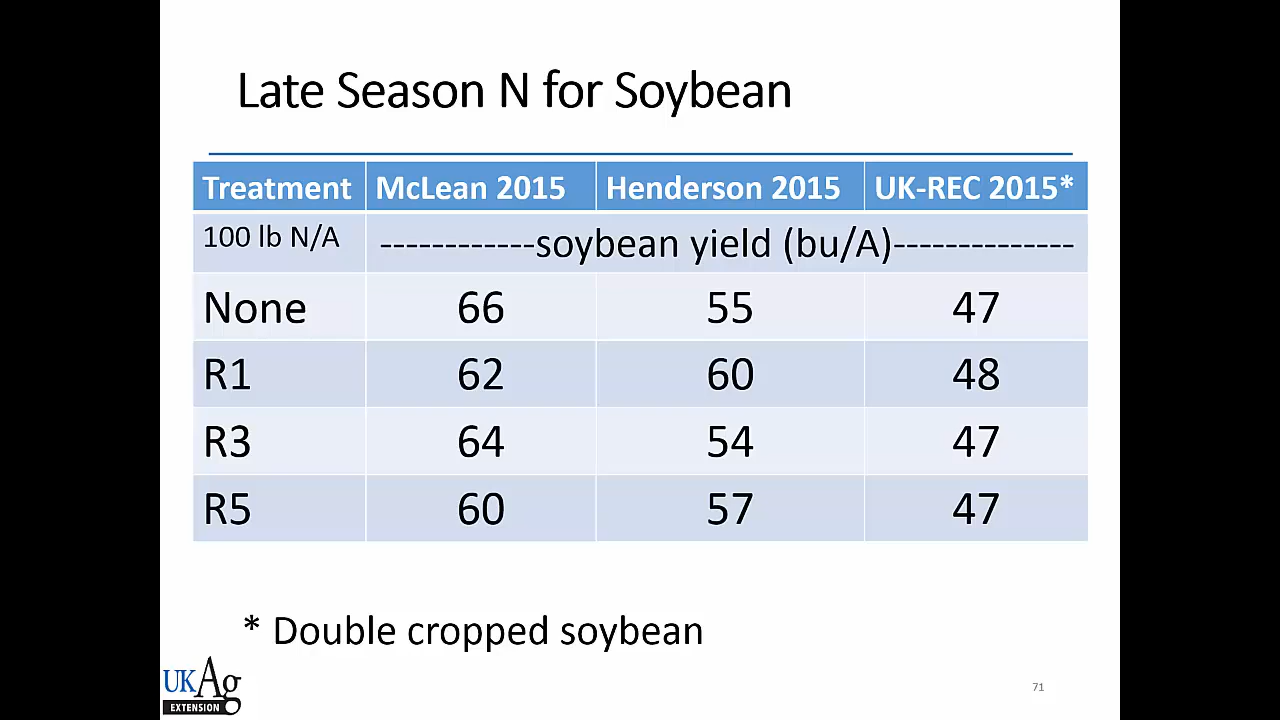 Late Season N for Soybean
Treatment McLean 2015 Henderson 2015 UK-REC 2015*
100 lb N/A ------------soybean yield (bu/A)--------------
None 66 55 47
R1 62 60 48
R3 64 54 47
R5 60 57 47
* Double cropped soybean
UKAg
EXTENSION
71